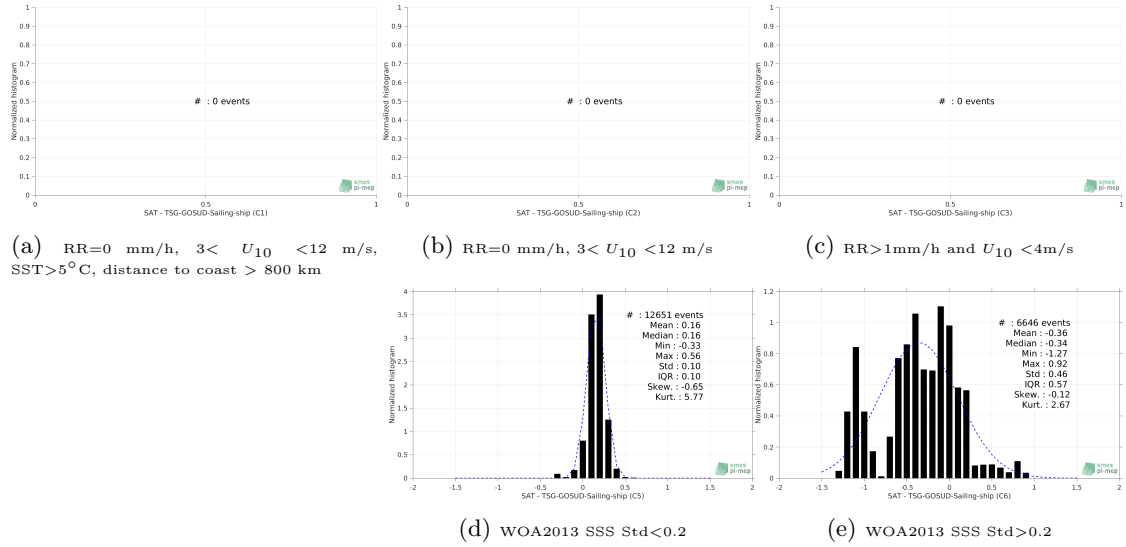 1
0.9
0.8
0.7
0.6
0.5
0.4
0.3
0.2
0.1
0
Normalized histogram
# : 0 events
smos
pi-mep
0 0.5 1
SAT - TSG-GOSUD-Sailing-ship (C1)
1
0.9
0.8
0.7
0.6
0.5
0.4
0.3
0.2
0.1
0
Normalized histogram
# : 0 events
smos
pi-mep
0 0.5 1
SAT - TSG-GOSUD-Sailing-ship (C2)
1
0.9
0.8
0.7
0.6
0.5
0.4
0.3
0.2
0.1
0
Normalized histogram
# : 0 events
smos
pi-mep
0 0.5 1
SAT - TSG-GOSUD-Sailing-ship (C3)
(a) RR=0 mm/h, 3< U10 <12 m/s,
SST>5°C, distance to coast > 800 km
(b) RR=0 mm/h, 3< U10 <12 m/s
(c) RR>1mm/h and U10 <4m/s
4
3.5
3
2.5
2
1.5
1
0.5
0
Normalized histogram
# : 12651 events
Mean : 0.16
Median : 0.16
Min : -0.33
Max : 0.56
Std : 0.10
IQR : 0.10
Skew. : -0.65
Kurt. : 5.77
smos
pi-mep
-2 -1.5 -1 -0.5 0 0.5 1 1.5 2
SAT - TSG-GOSUD-Sailing-ship (C5)
1.2
1
0.8
0.6
0.4
0.2
0
Normalized histogram
# : 6646 events
Mean : -0.36
Median : -0.34
Min : -1.27
Max : 0.92
Std : 0.46
IQR : 0.57
Skew. : -0.12
Kurt. : 2.67
smos
pi-mep
-2 -1.5 -1 -0.5 0 0.5 1 1.5 2
SAT - TSG-GOSUD-Sailing-ship (C6)
(d) WOA2013 SSS Std<0.2
(e) WOA2013 SSS Std>0.2